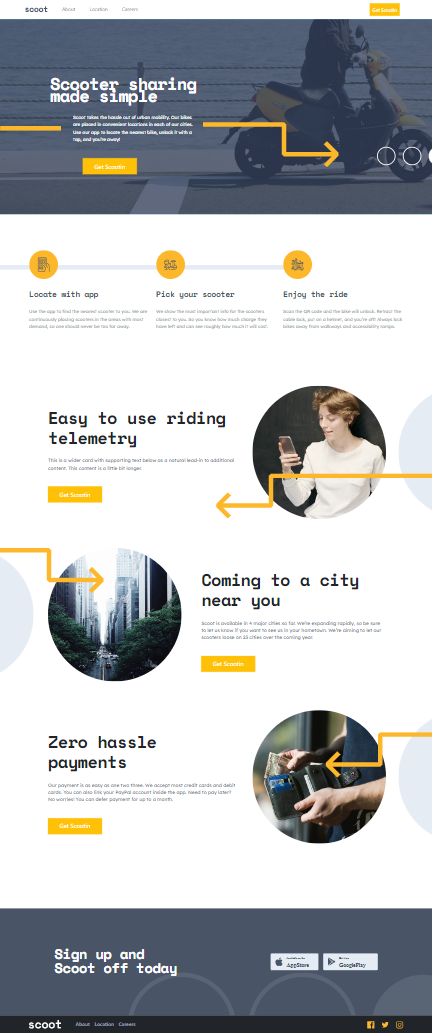 scoot About Location Careers Get Scootin
Scooter sharing
made simple
Scoot takes the hassle out of urban mobility. Our bikes
are placed in convenient locations in each of our cities.
Use our app to locate the nearest bike, unlock it with a
tap, and you're away!
Get Scootin
Locate with app
Use the app to find the nearest scooter to you. We are
continuously placing scooters in the areas with most
demand, so one should never be too far away.
Pick your scooter
We show the most important info for the scooters
closest to you. So you know how much charge they
have left and can see roughly how much it will cost.
Enjoy the ride
Scan the QR code and the bike will unlock. Retract the
cable lock, put on a helmet, and you're off! Always lock
bikes away from walkways and accessibility ramps.
Easy to use riding
telemetry
This is a wider card with supporting text below as a natural lead-in to additional
content. This content is a little bit longer.
Get Scootin
Coming to a city
near you
Scoot is available in 4 major cities so far. We're expanding rapidly, so be sure
to let us know if you want to see us in your hometown. We're aiming to let our
scooters loose on 23 cities over the coming year.
Get Scootin
Zero hassle
payments
Our payment is as easy as one two three. We accept most credit cards and debit
cards. You can also link your PayPal account inside the app. Need to pay later?
No worries! You can defer payment for up to a month.
Get Scootin
Sign up and
Scoot off today
AppStore
GooglePlay
scoot About Location Careers